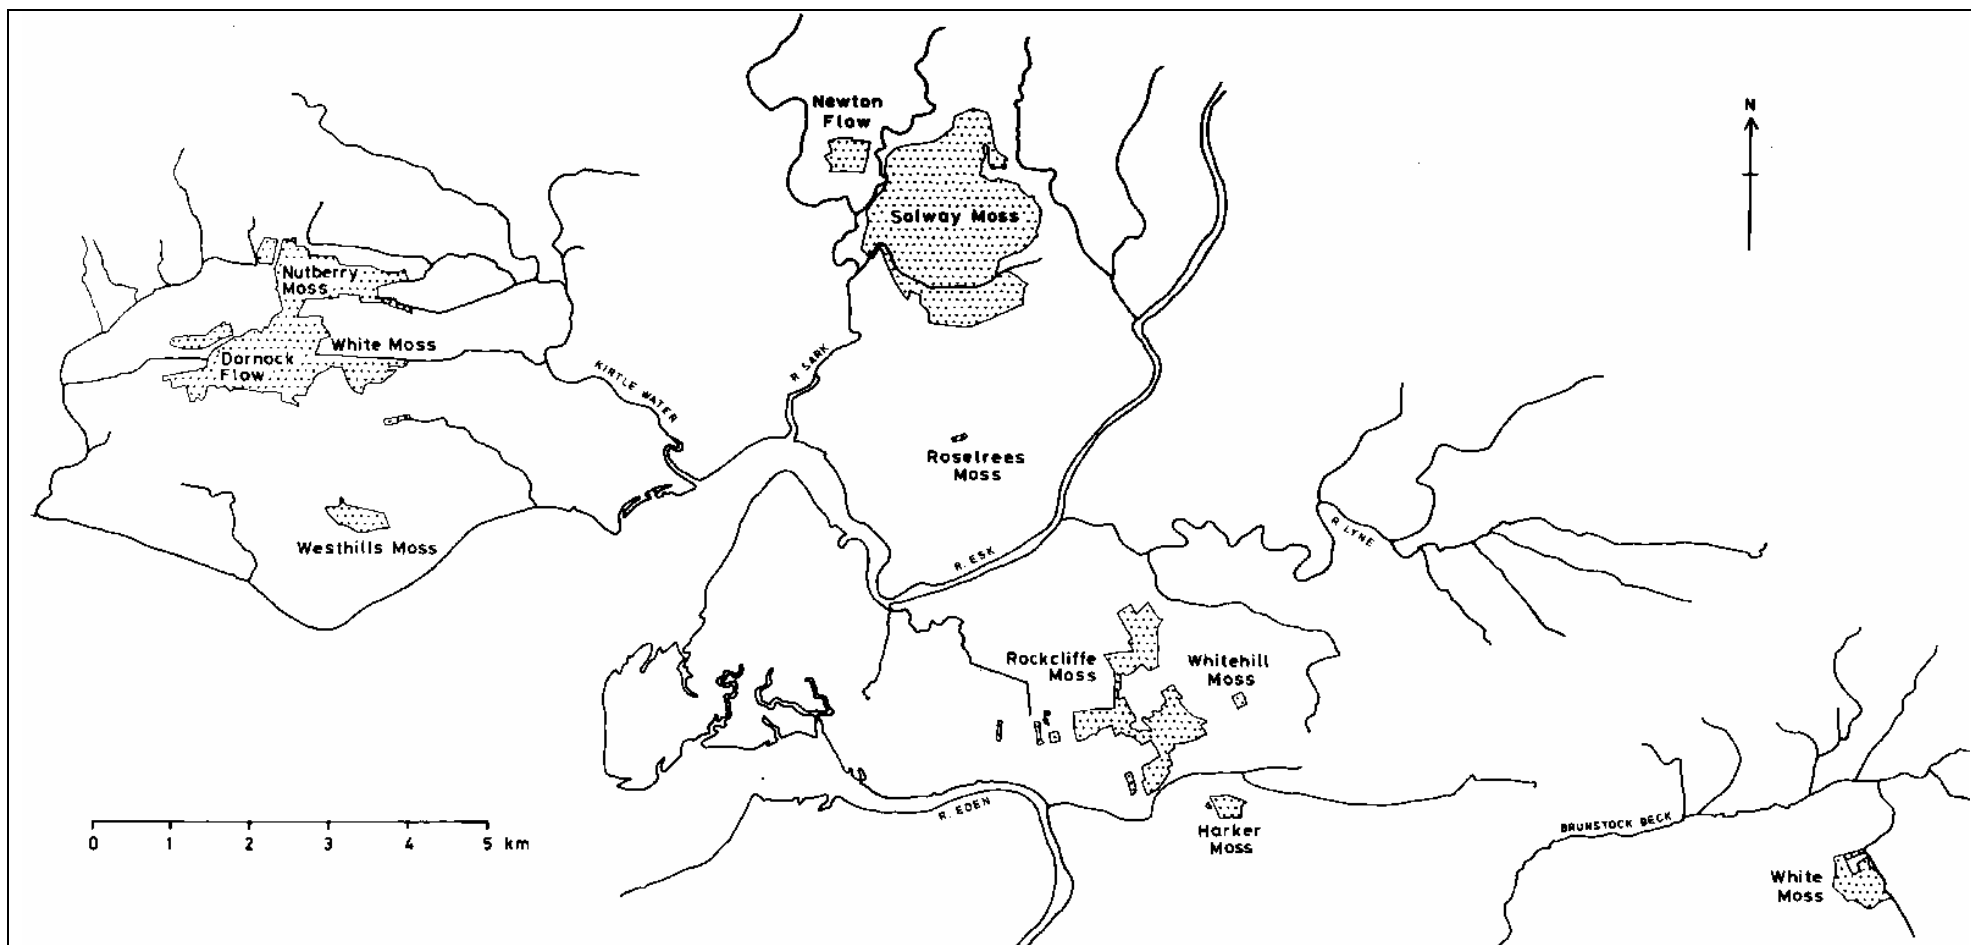 Newton
Flow
N
Solway Moss
Nutberry
Moss
White Moss
Dornock
Flow
KIRTLE WATER
R. SARK
Rosetrees
Moss
Westhills Moss
R. LYNE
R. ESK
Rockcliffe
Moss
Whitehill
Moss
R. EDEN
Harker
Moss
BRUNSTOCK BECK
White
Moss
0 1 2 3 4 5 km